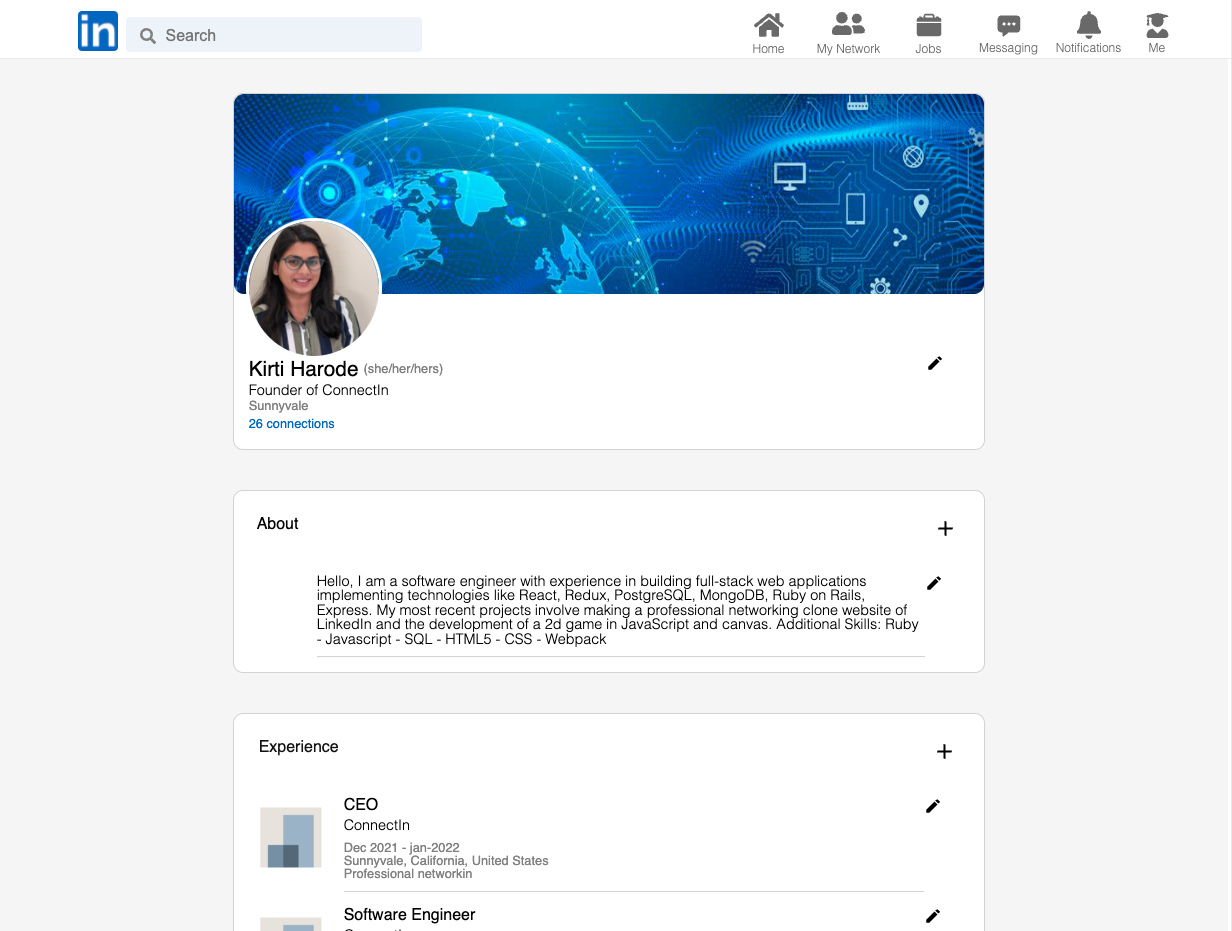 in
Search
Home
My Network
Jobs
Messaging
Notifications
Me
Kirti Harode (she/her/hers)
Founder of ConnectIn
Sunnyvale
26 connections
About
Hello, I am a software engineer with experience in building full-stack web applications
implementing technologies like React, Redux, PostgreSQL, MongoDB, Ruby on Rails,
Express. My most recent projects involve making a professional networking clone website of
LinkedIn and the development of a 2d game in JavaScript and canvas. Additional Skills: Ruby
- Javascript - SQL - HTML5 - CSS - Webpack
Experience
CEO
ConnectIn
Dec 2021 - jan-2022
Sunnyvale, California, United States
Professional networkin
Software Engineer